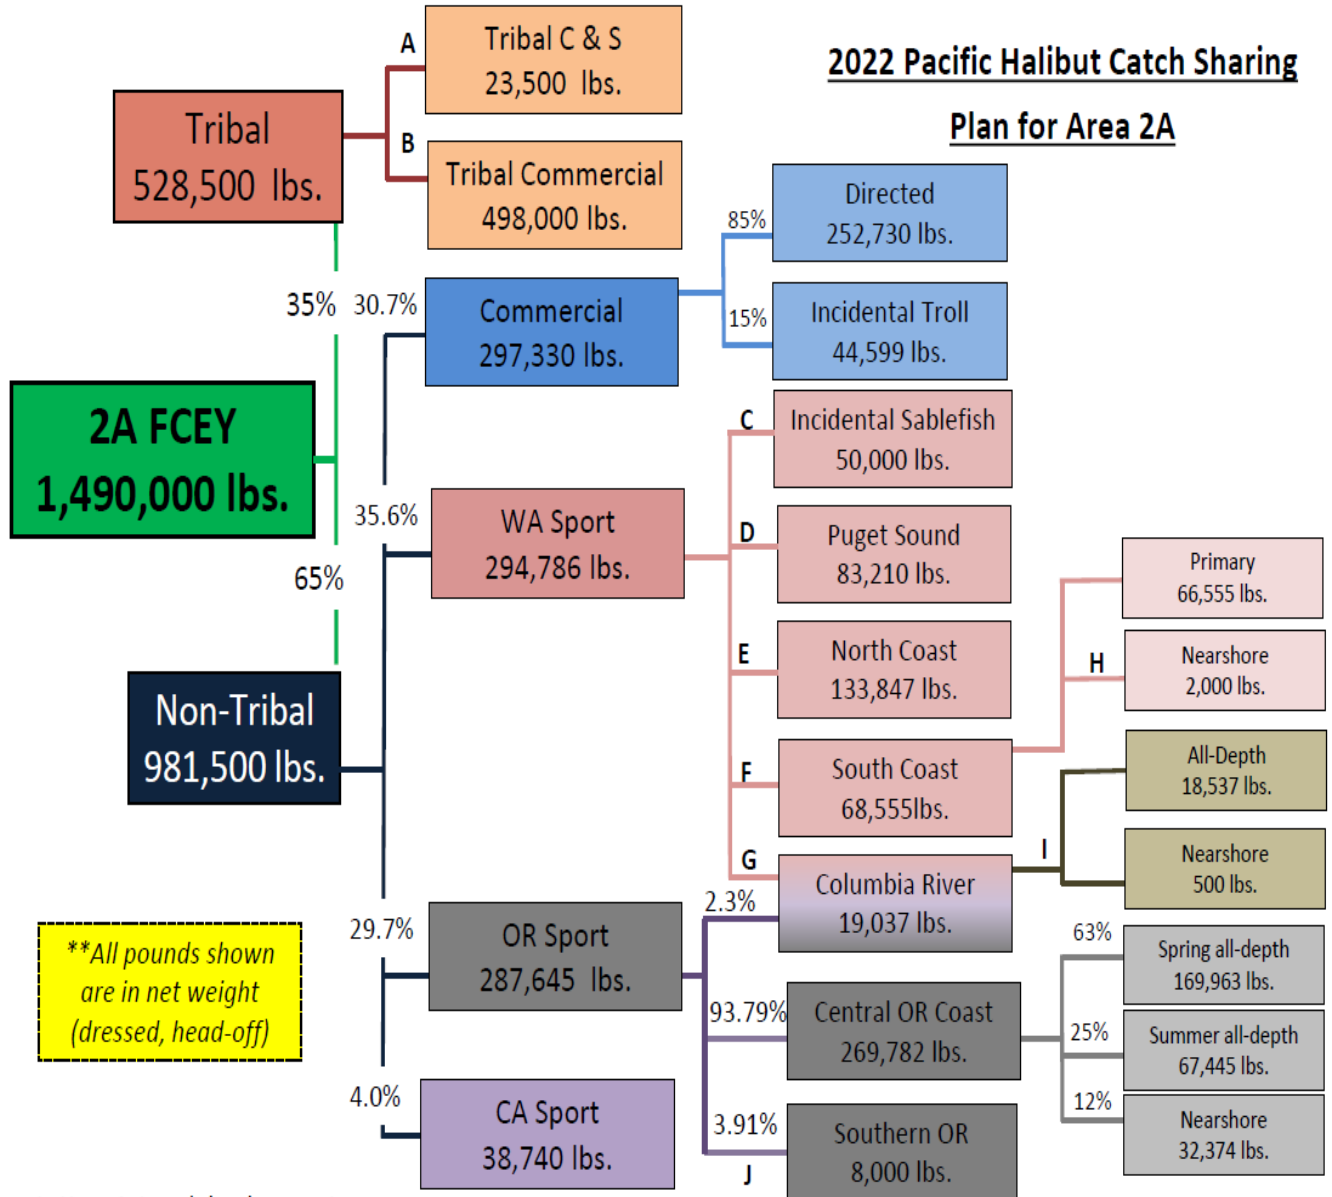 2022 Pacific Halibut Catch Sharing
Plan for Area 2A
2A FCEY
1,490,000 lbs.
35%
65%
Tribal
528,500 lbs.
A
Tribal C & S
23,500 lbs.
B
Tribal Commercial
498,000 lbs.
Non-Tribal
981,500 lbs.
30.7%
Commercial
297,330 lbs.
85%
Directed
252,730 lbs.
15%
Incidental Troll
44,599 lbs.
35.6%
WA Sport
294,786 lbs.
C
Incidental Sablefish
50,000 lbs.
D
Puget Sound
83,210 lbs.
E
North Coast
133,847 lbs.
F
South Coast
68,555lbs.
Primary
66,555 lbs.
H
Nearshore
2,000 lbs.
G
Columbia River
19,037 lbs.
I
All-Depth
18,537 lbs.
Nearshore
500 lbs.
29.7%
OR Sport
287,645 lbs.
2.3%
93.79%
Central OR Coast
269,782 lbs.
63%
Spring all-depth
169,963 lbs.
25%
Summer all-depth
67,445 lbs.
12%
Nearshore
32,374 lbs.
3.91%
J
Southern OR
8,000 lbs.
4.0%
CA Sport
38,740 lbs.
**All pounds shown
are in net weight
(dressed, head-off)